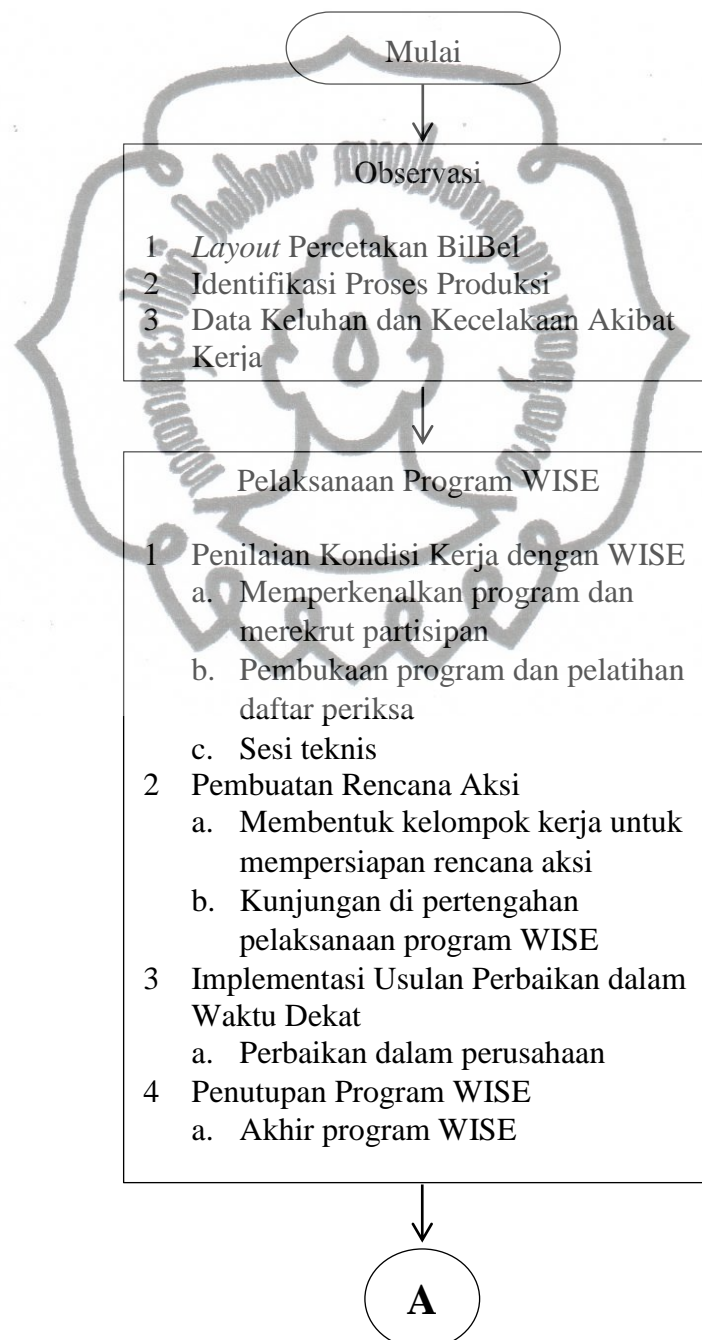 Mulai
Observasi
1 Layout Percetakan BilBel
2 Identifikasi Proses Produksi
3 Data Keluhan dan Kecelakaan Akibat
Kerja
Pelaksanaan Program WISE
1 Penilaian Kondisi Kerja dengan WISE
a. Memperkenalkan program dan
merekrut partisipan
b. Pembukaan program dan pelatihan
daftar periksa
c. Sesi teknis
2 Pembuatan Rencana Aksi
a. Membentuk kelompok kerja untuk
mempersiapan rencana aksi
b. Kunjungan di pertengahan
pelaksanaan program WISE
3 Implementasi Usulan Perbaikan dalam
Waktu Dekat
a. Perbaikan dalam perusahaan
4 Penutupan Program WISE
a. Akhir program WISE
A